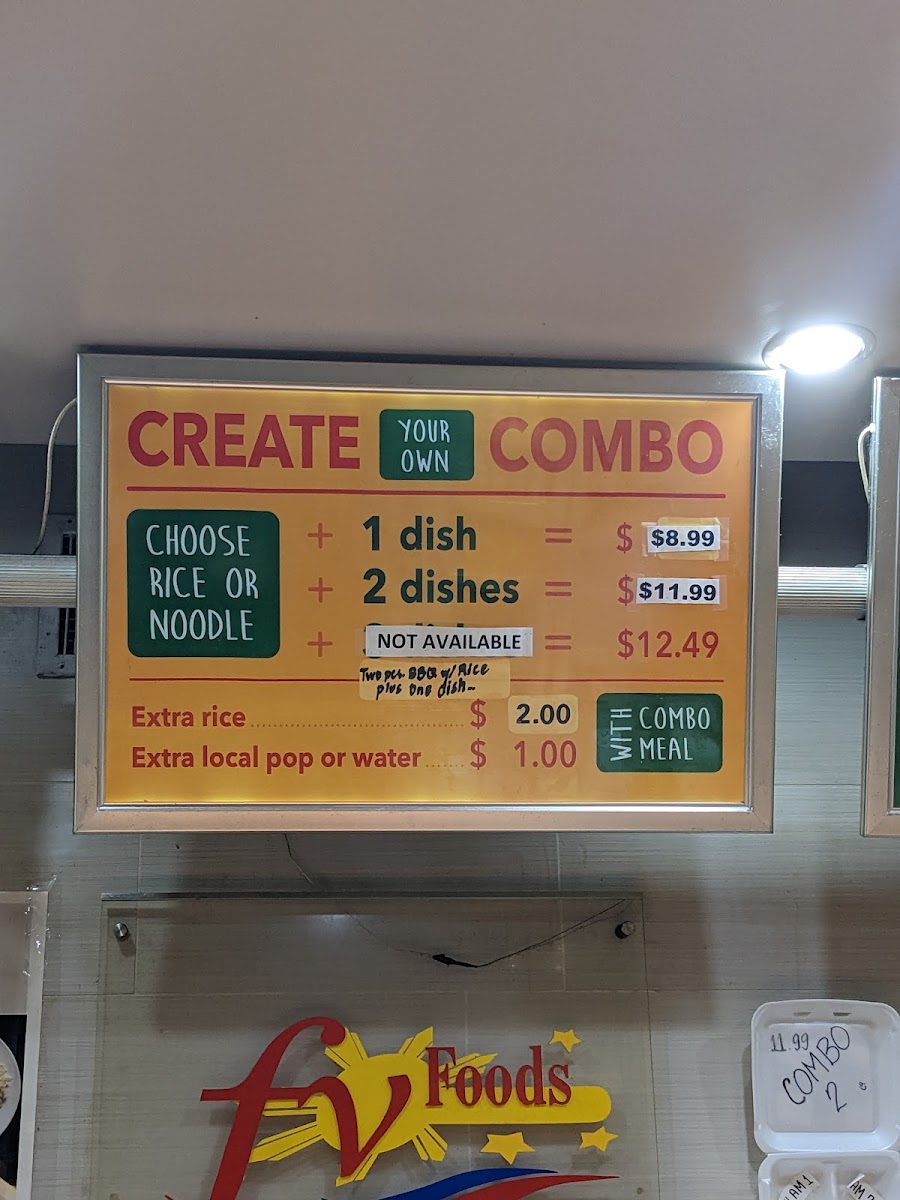 CREATE YOUR OWN COMBO
CHOOSE RICE OR NOODLE
+ 1 dish = $ $8.99
+ 2 dishes = $ $11.99
+ NOT AVAILABLE = $12.49
Two pcs. BBQ w/ Rice
plus One dish
Extra rice ........ $ 2.00
Extra local pop or water ...... $ 1.00
WITH COMBO MEAL
fv Foods
11.99
COMBO
2